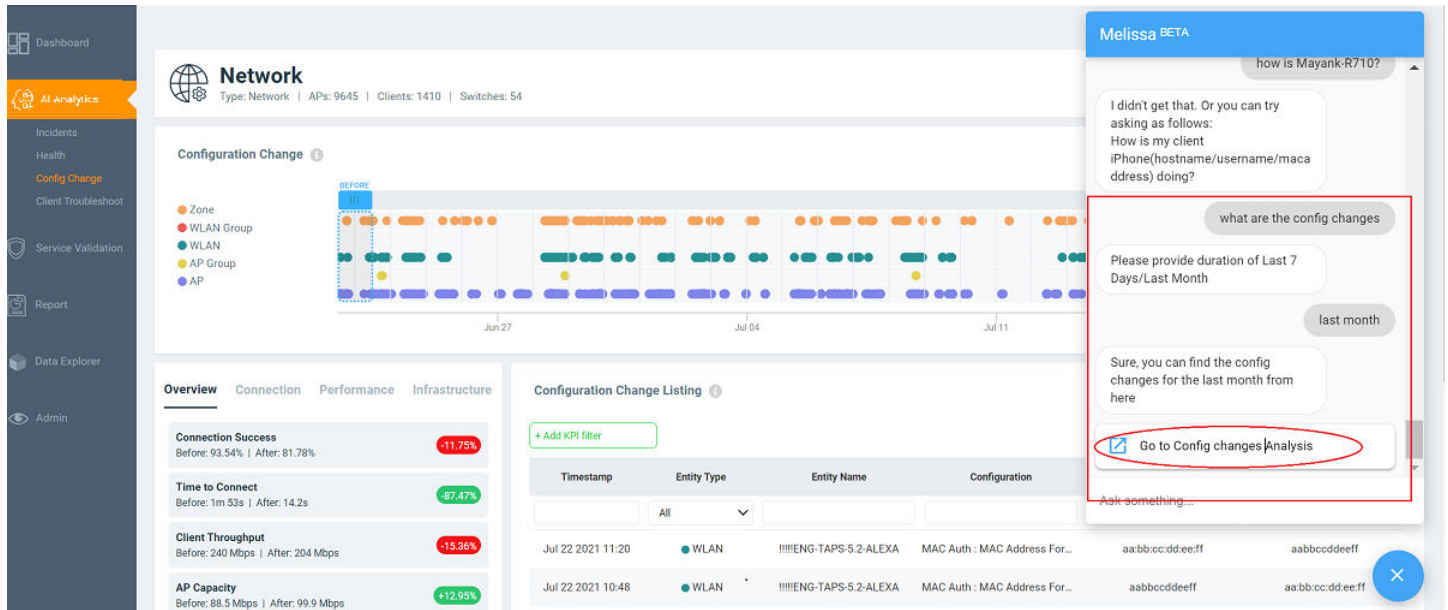 Dashboard
AI Analytics
Incidents
Health
Config Change
Client Troubleshoot
Service Validation
Report
Data Explorer
Admin
Network
Type: Network | APs: 9645 | Clients: 1410 | Switches: 54
Configuration Change
BEFORE
Zone
WLAN Group
WLAN
AP Group
AP
Jun 27
Jul 04
Jul 11
Overview Connection Performance Infrastructure
Connection Success
Before: 93.54% | After: 81.78%
-11.75%
Time to Connect
Before: 1m 53s | After: 14.2s
-87.47%
Client Throughput
Before: 240 Mbps | After: 204 Mbps
-15.36%
AP Capacity
Before: 88.5 Mbps | After: 99.9 Mbps
+12.95%
Configuration Change Listing
+ Add KPI filter
Timestamp Entity Type Entity Name Configuration
All
Jul 22 2021 11:20 WLAN !!!!!ENG-TAPS-5.2-ALEXA MAC Auth : MAC Address For... aa:bb:cc:dd:ee:ff aabbccddeeff
Jul 22 2021 10:48 WLAN !!!!!ENG-TAPS-5.2-ALEXA MAC Auth : MAC Address For... aabbccddeeff aa:bb:cc:dd:ee:ff
Melissa BETA
how is Mayank-R710?
I didn't get that. Or you can try
asking as follows:
How is my client
iPhone(hostname/username/maca
ddress) doing?
what are the config changes
Please provide duration of Last 7
Days/Last Month
last month
Sure, you can find the config
changes for the last month from
here
Go to Config changes Analysis
Ask something...